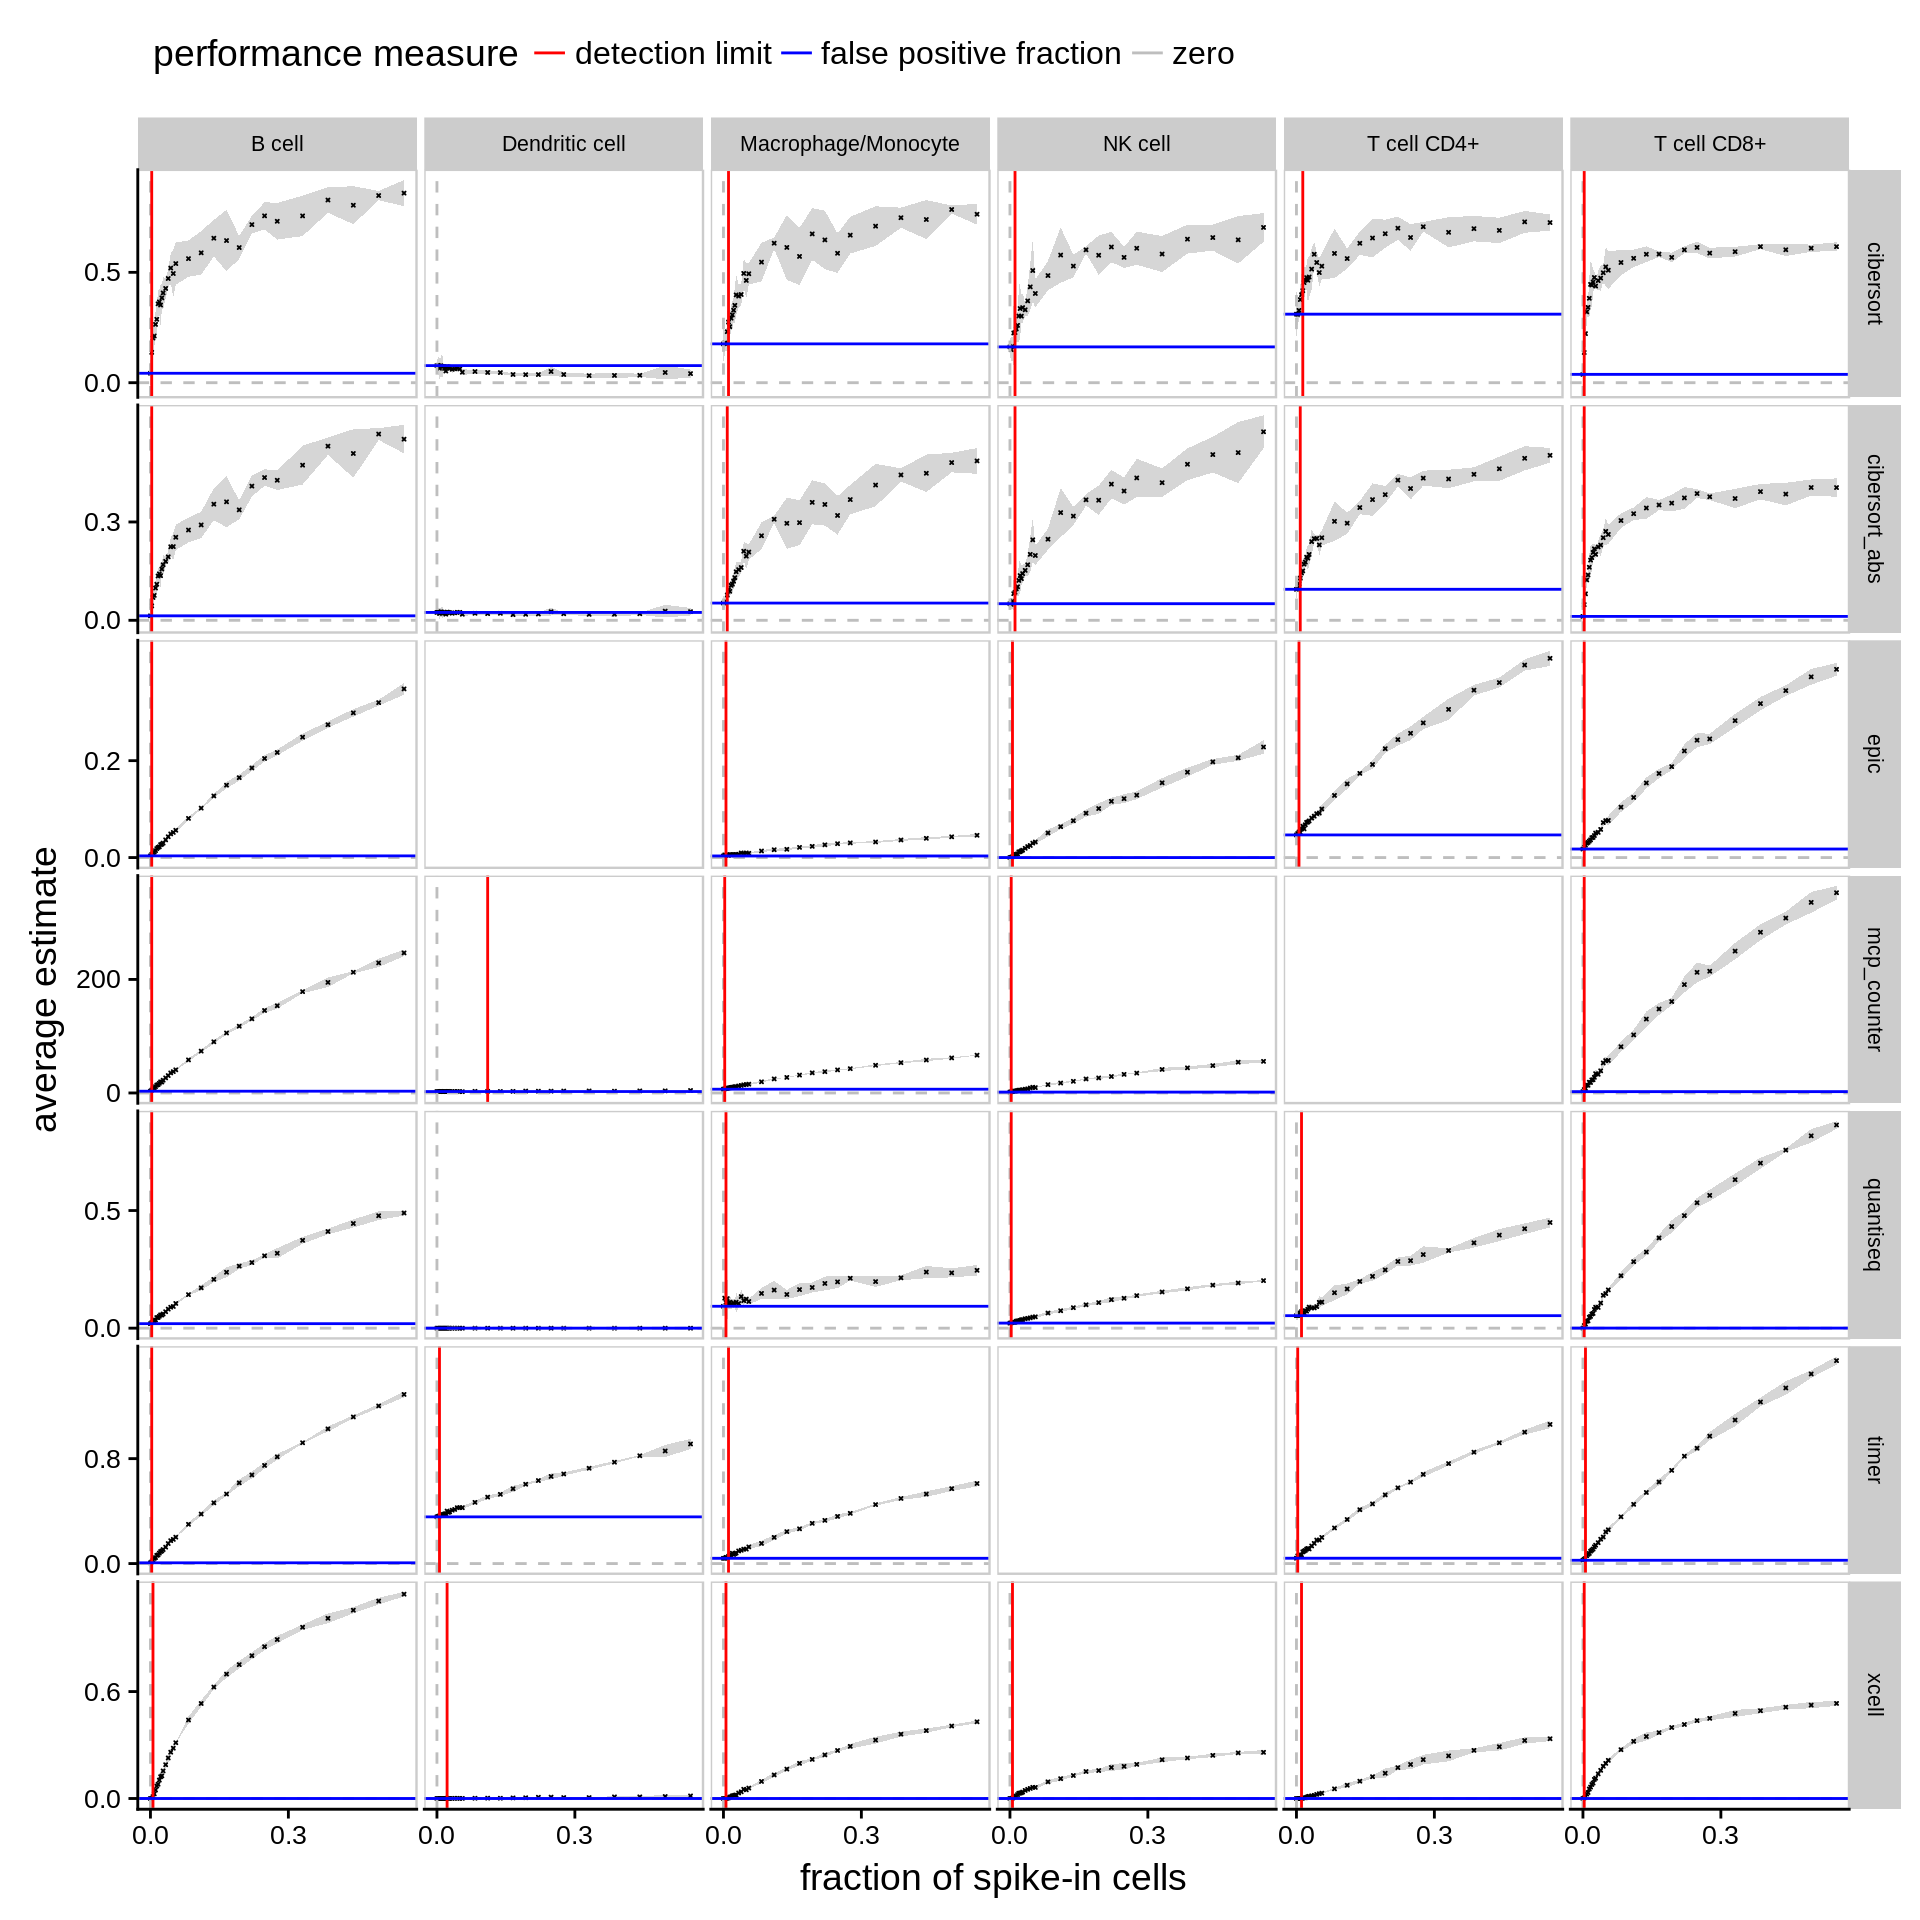 performance measure detection limit false positive fraction zero
B cell Dendritic cell Macrophage/Monocyte NK cell T cell CD4+ T cell CD8+
average estimate
0.5
0.0
cibersort
0.3
0.0
cibersort_abs
0.2
0.0
epic
200
0
mcp_counter
0.5
0.0
quantiseq
0.8
0.0
timer
0.6
0.0
xcell
0.0 0.3 0.0 0.3 0.0 0.3 0.0 0.3 0.0 0.3 0.0 0.3
fraction of spike-in cells